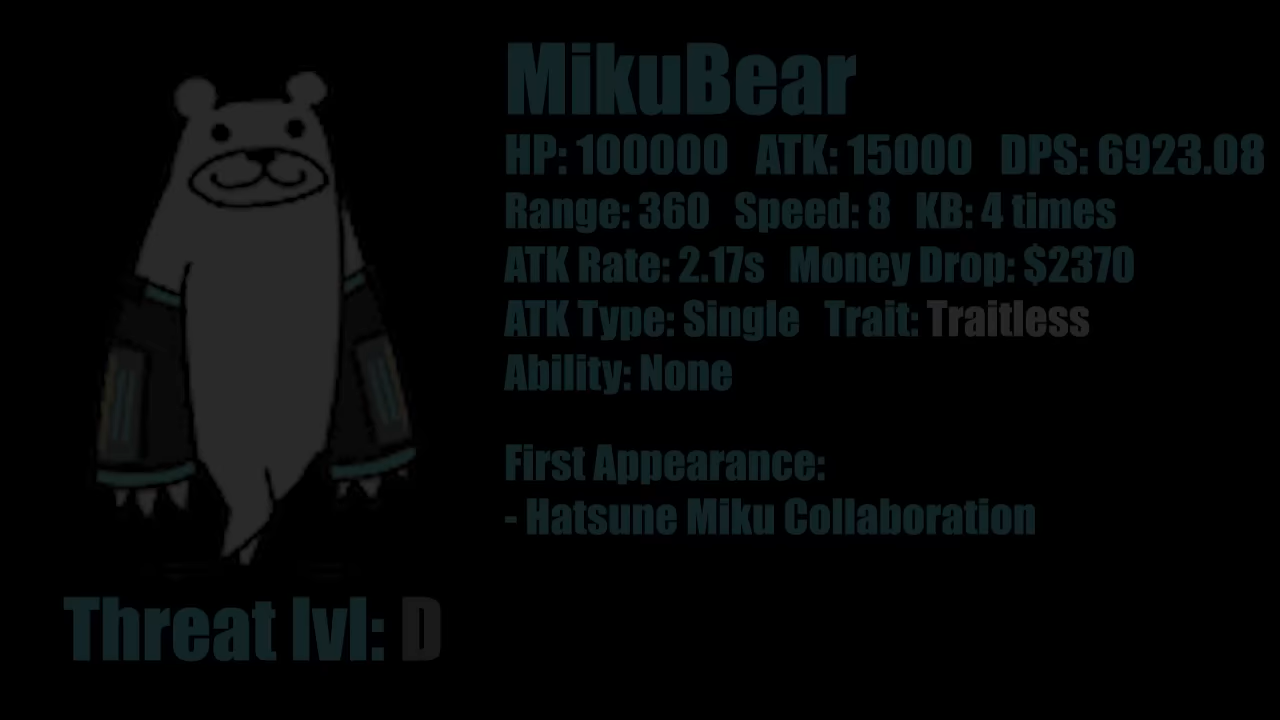 MikuBear
HP: 100000 ATK: 15000 DPS: 6923.08
Range: 360 Speed: 8 KB: 4 times
ATK Rate: 2.17s Money Drop: $2370
ATK Type: Single Trait: Traitless
Ability: None
First Appearance:
- Hatsune Miku Collaboration
Threat lvl: D